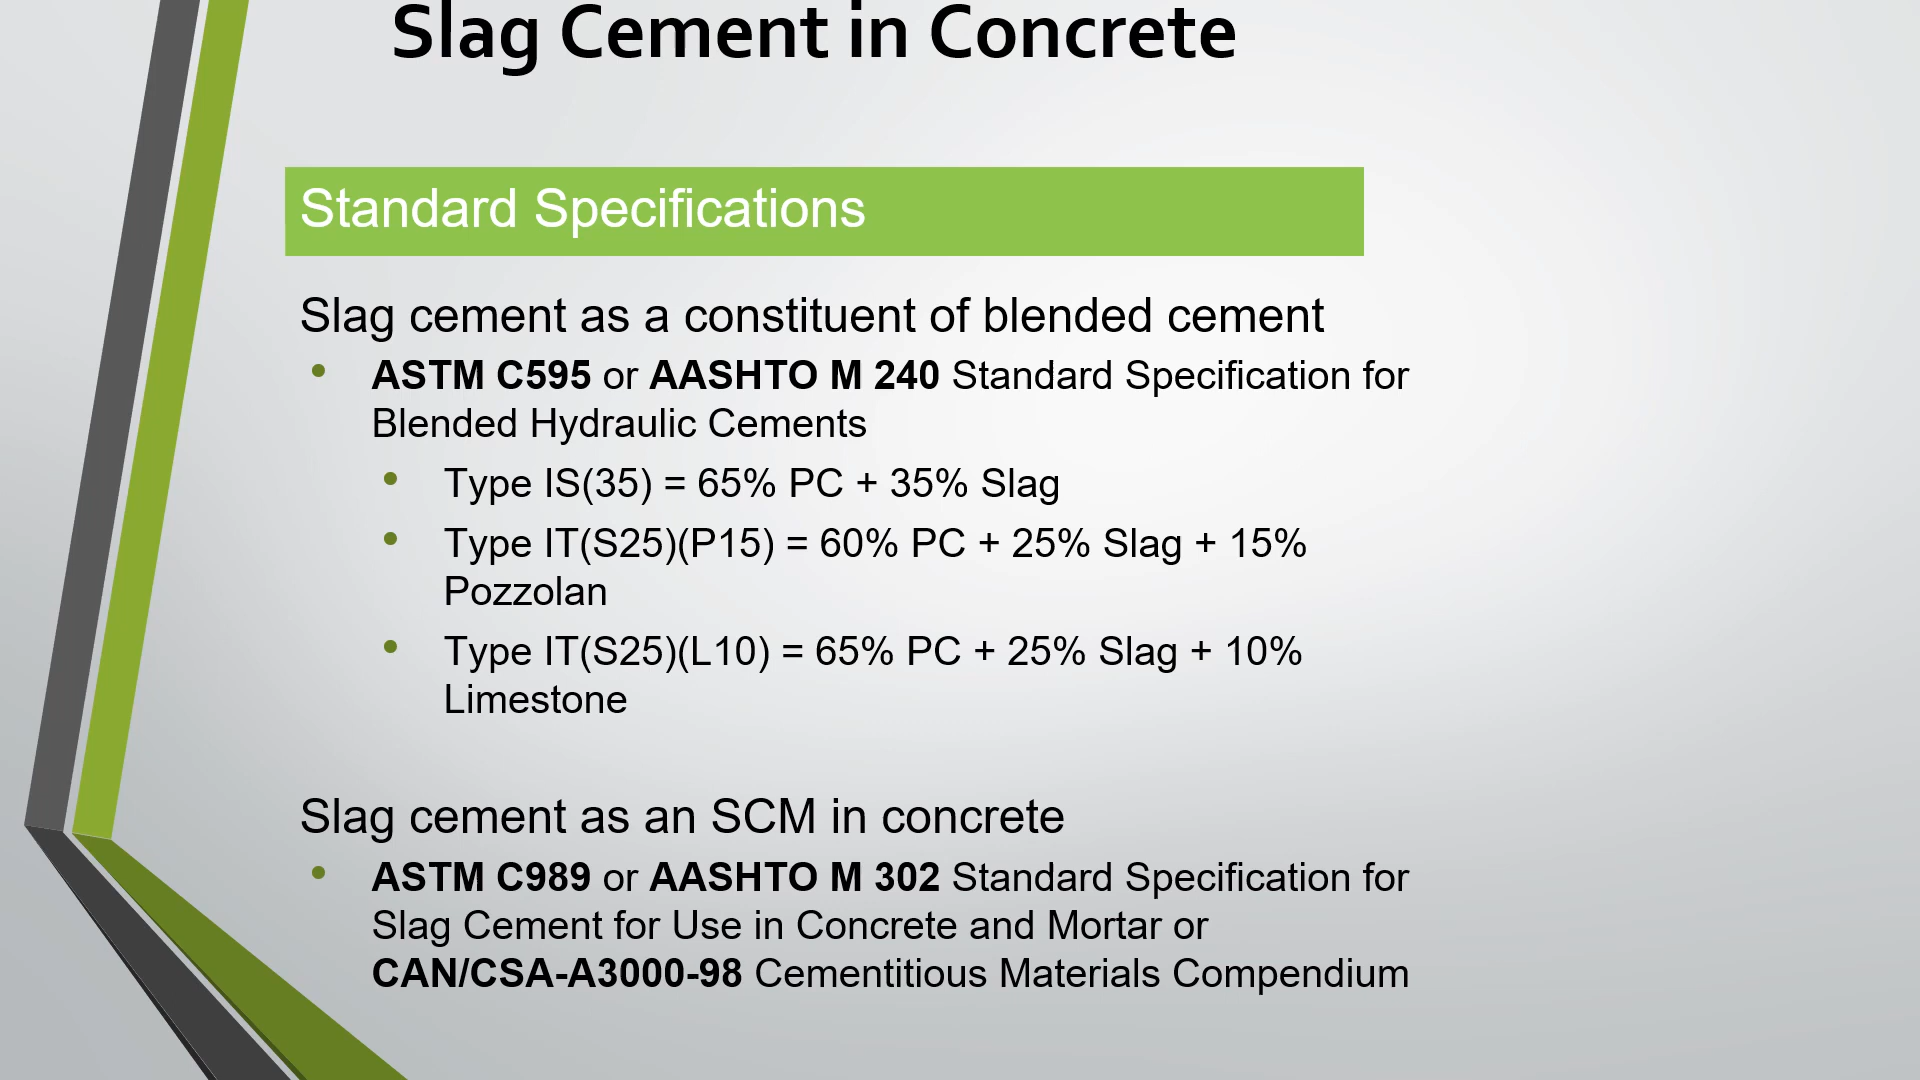 Slag Cement in Concrete
Standard Specifications
Slag cement as a constituent of blended cement
• ASTM C595 or AASHTO M 240 Standard Specification for
Blended Hydraulic Cements
• Type IS(35) = 65% PC + 35% Slag
• Type IT(S25)(P15) = 60% PC + 25% Slag + 15%
Pozzolan
• Type IT(S25)(L10) = 65% PC + 25% Slag + 10%
Limestone
Slag cement as an SCM in concrete
• ASTM C989 or AASHTO M 302 Standard Specification for
Slag Cement for Use in Concrete and Mortar or
CAN/CSA-A3000-98 Cementitious Materials Compendium